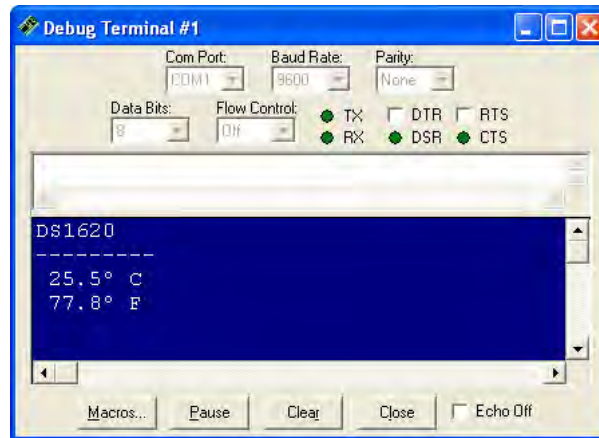 Debug Terminal #1
Com Port: Baud Rate: Parity:
COM1 9600 None
Data Bits: Flow Control: TX DTR RTS
8 Off RX DSR CTS
DS1620
---------
25.5° C
77.8° F
Macros... Pause Clear Close Echo Off